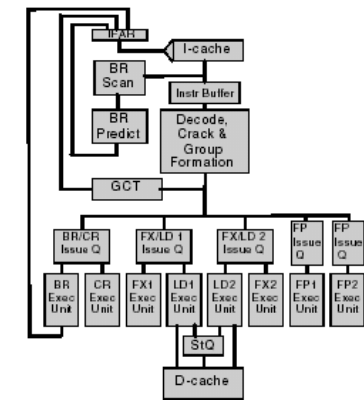 IFAR
I-cache
BR
Scan
Instr Buffer
BR
Predict
Decode,
Crack &
Group
Formation
GCT
BR/CR
Issue Q
FX/LD 1
Issue Q
FX/LD 2
Issue Q
FP
Issue
Q
FP
Issue
Q
BR
Exec
Unit
CR
Exec
Unit
FX1
Exec
Unit
LD1
Exec
Unit
LD2
Exec
Unit
FX2
Exec
Unit
FP1
Exec
Unit
FP2
Exec
Unit
StQ
D-cache